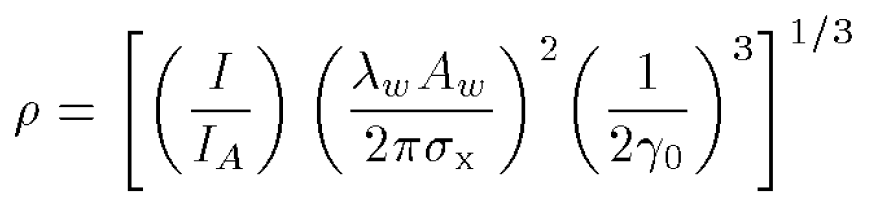 ρ = [(I/I_A) (λ_w A_w/2πσ_x)^2 (1/2γ_0)^3]^{1/3}